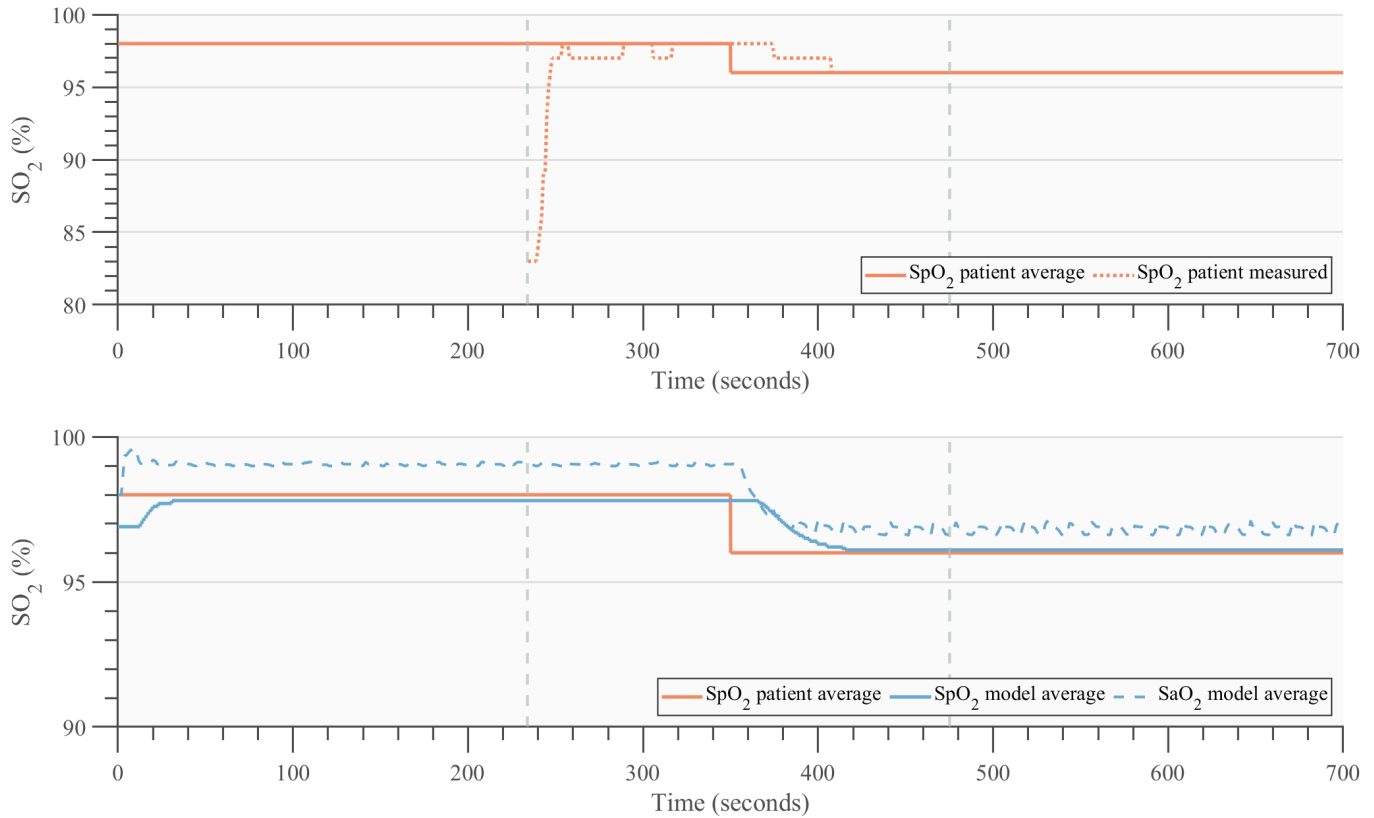 100
95
90
85
80
SO2 (%)
SpO2 patient average SpO2 patient measured
0 100 200 300 400 500 600 700
Time (seconds)
100
95
90
SO2 (%)
SpO2 patient average SpO2 model average SaO2 model average
0 100 200 300 400 500 600 700
Time (seconds)